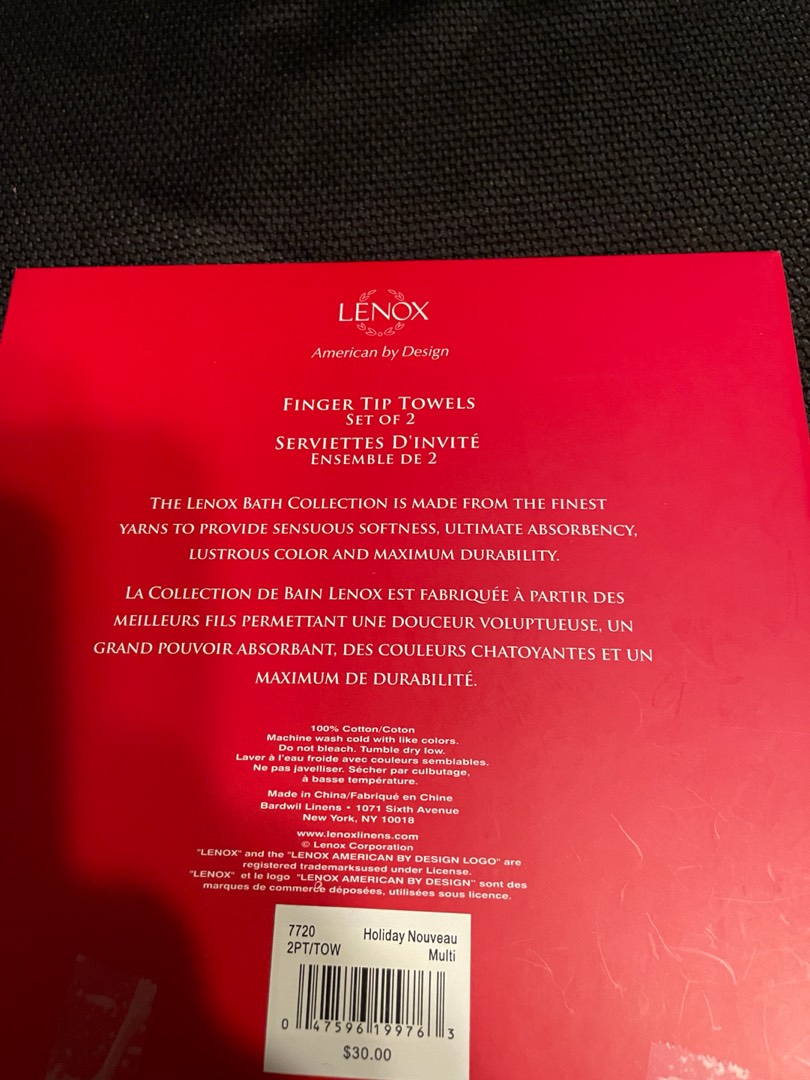 LENOX
American by Design
FINGER TIP TOWELS
SET OF 2
SERVIETTES D'INVITÉ
ENSEMBLE DE 2
THE LENOX BATH COLLECTION IS MADE FROM THE FINEST
YARNS TO PROVIDE SENSUOUS SOFTNESS, ULTIMATE ABSORBENCY,
LUSTROUS COLOR AND MAXIMUM DURABILITY.
LA COLLECTION DE BAIN LENOX EST FABRIQUÉE À PARTIR DES
MEILLEURS FILS PERMETTANT UNE DOUCEUR VOLUPTUEUSE, UN
GRAND POUVOIR ABSORBANT, DES COULEURS CHATOYANTES ET UN
MAXIMUM DE DURABILITÉ.
100% Cotton/Coton
Machine wash cold with like colors.
Do not bleach. Tumble dry low.
Laver à l'eau froide avec couleurs semblables.
Ne pas javelliser. Sécher par culbutage,
à basse température.
Made in China/Fabriqué en Chine
Bardwil Linens • 1071 Sixth Avenue
New York, NY 10018
www.lenoxlinens.com
© Lenox Corporation
"LENOX" and the "LENOX AMERICAN BY DESIGN LOGO" are
registered trademarksused under License.
"LENOX" et le logo "LENOX AMERICAN BY DESIGN" sont des
marques de commerce déposées, utilisées sous licence.
7720 Holiday Nouveau
2PT/TOW Multi
0 47596 19976 3
$30.00